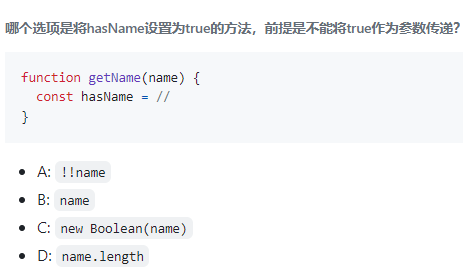 哪个选项是将hasName设置为true的方法，前提是不能将true作为参数传递？
function getName(name) {
  const hasName = //
}
A: !!name
B: name
C: new Boolean(name)
D: name.length